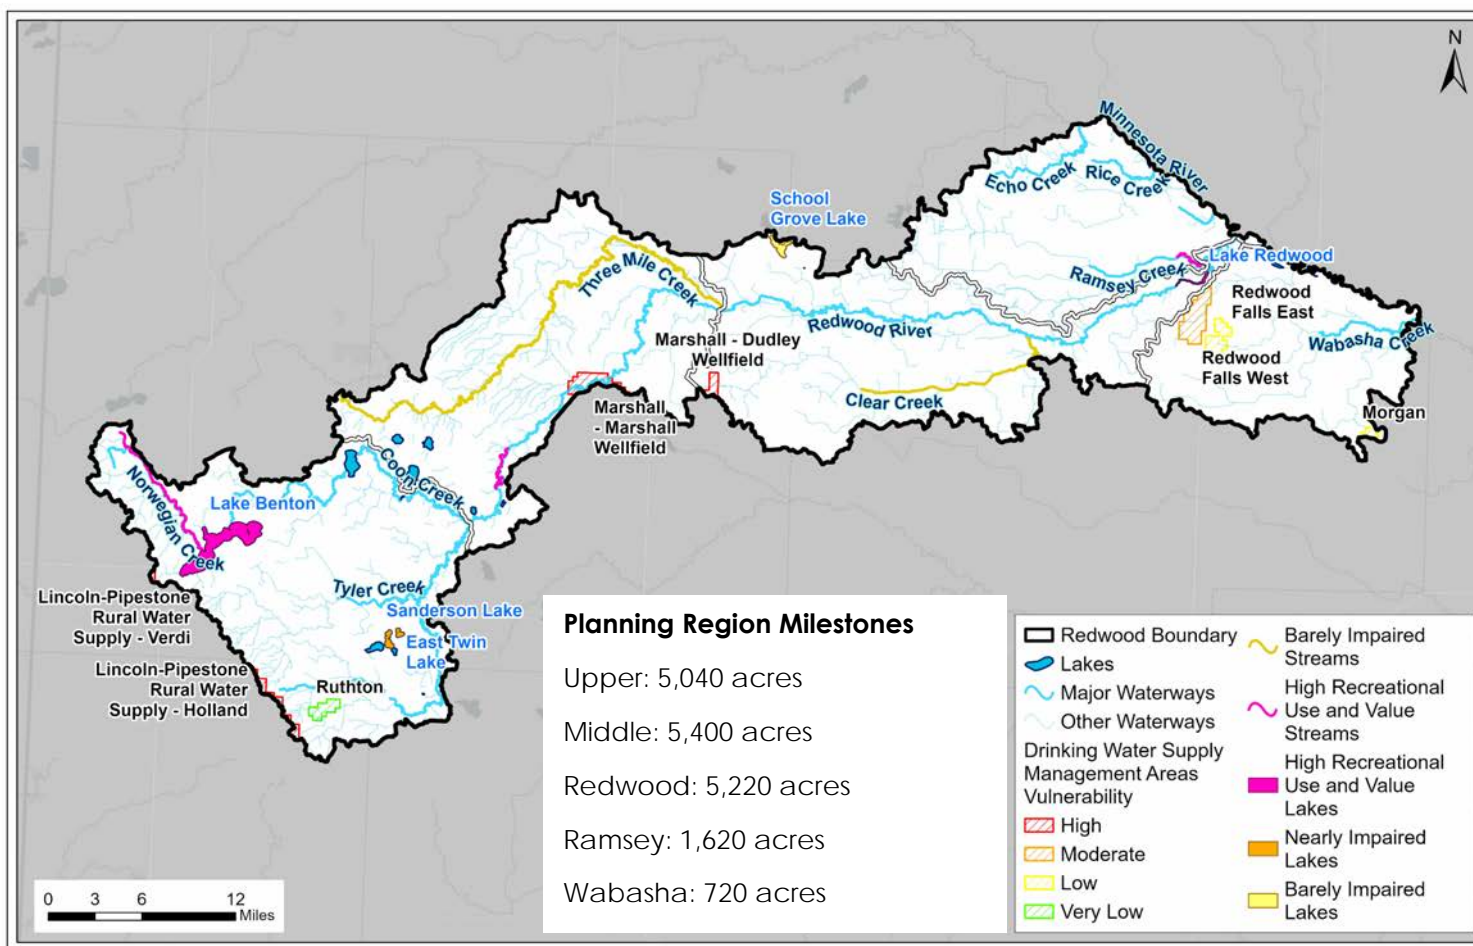 N
Minnesota River
Echo Creek
Rice Creek
School
Grove Lake
Three Mile Creek
Ramsey Creek
Lake Redwood
Redwood
Falls East
Redwood River
Marshall - Dudley
Wellfield
Wabasha Creek
Redwood
Falls West
Clear Creek
Marshall
- Marshall
Wellfield
Morgan
Coon Creek
Norwegian Creek
Lake Benton
Tyler Creek
Lincoln-Pipestone
Rural Water
Supply - Verdi
Sanderson Lake
East Twin
Lake
Lincoln-Pipestone
Rural Water
Supply - Holland
Ruthton
Planning Region Milestones
Upper: 5,040 acres
Middle: 5,400 acres
Redwood: 5,220 acres
Ramsey: 1,620 acres
Wabasha: 720 acres
Redwood Boundary
Lakes
Major Waterways
Other Waterways
Drinking Water Supply
Management Areas
Vulnerability
High
Moderate
Low
Very Low
Barely Impaired
Streams
High Recreational
Use and Value
Streams
High Recreational
Use and Value
Lakes
Nearly Impaired
Lakes
Barely Impaired
Lakes
0 3 6 12
Miles